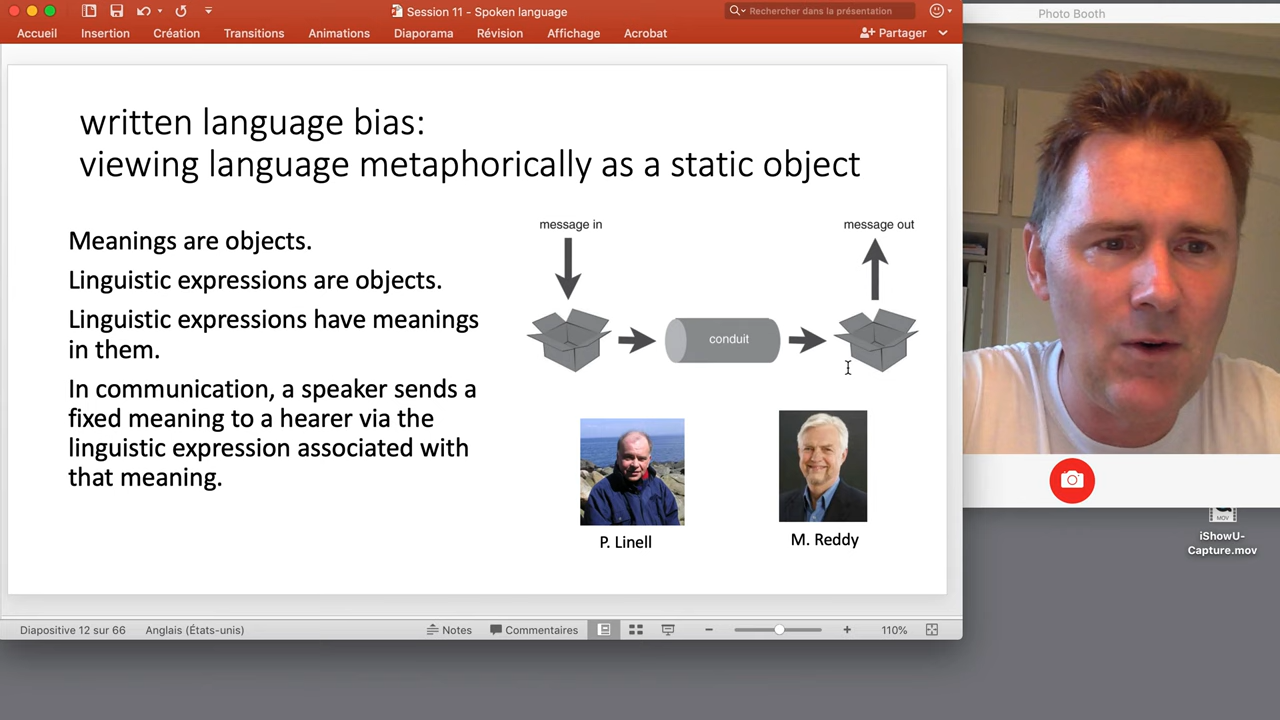 Session 11 - Spoken language
Rechercher dans la présentation
Photo Booth
Accueil Insertion Création Transitions Animations Diaporama Révision Affichage Acrobat Partager
written language bias:
viewing language metaphorically as a static object
Meanings are objects.
Linguistic expressions are objects.
Linguistic expressions have meanings
in them.
In communication, a speaker sends a
fixed meaning to a hearer via the
linguistic expression associated with
that meaning.
message in
message out
conduit
P. Linell
M. Reddy
MOV
iShowU-
Capture.mov
Diapositive 12 sur 66 Anglais (États-unis) Notes Commentaires 110%